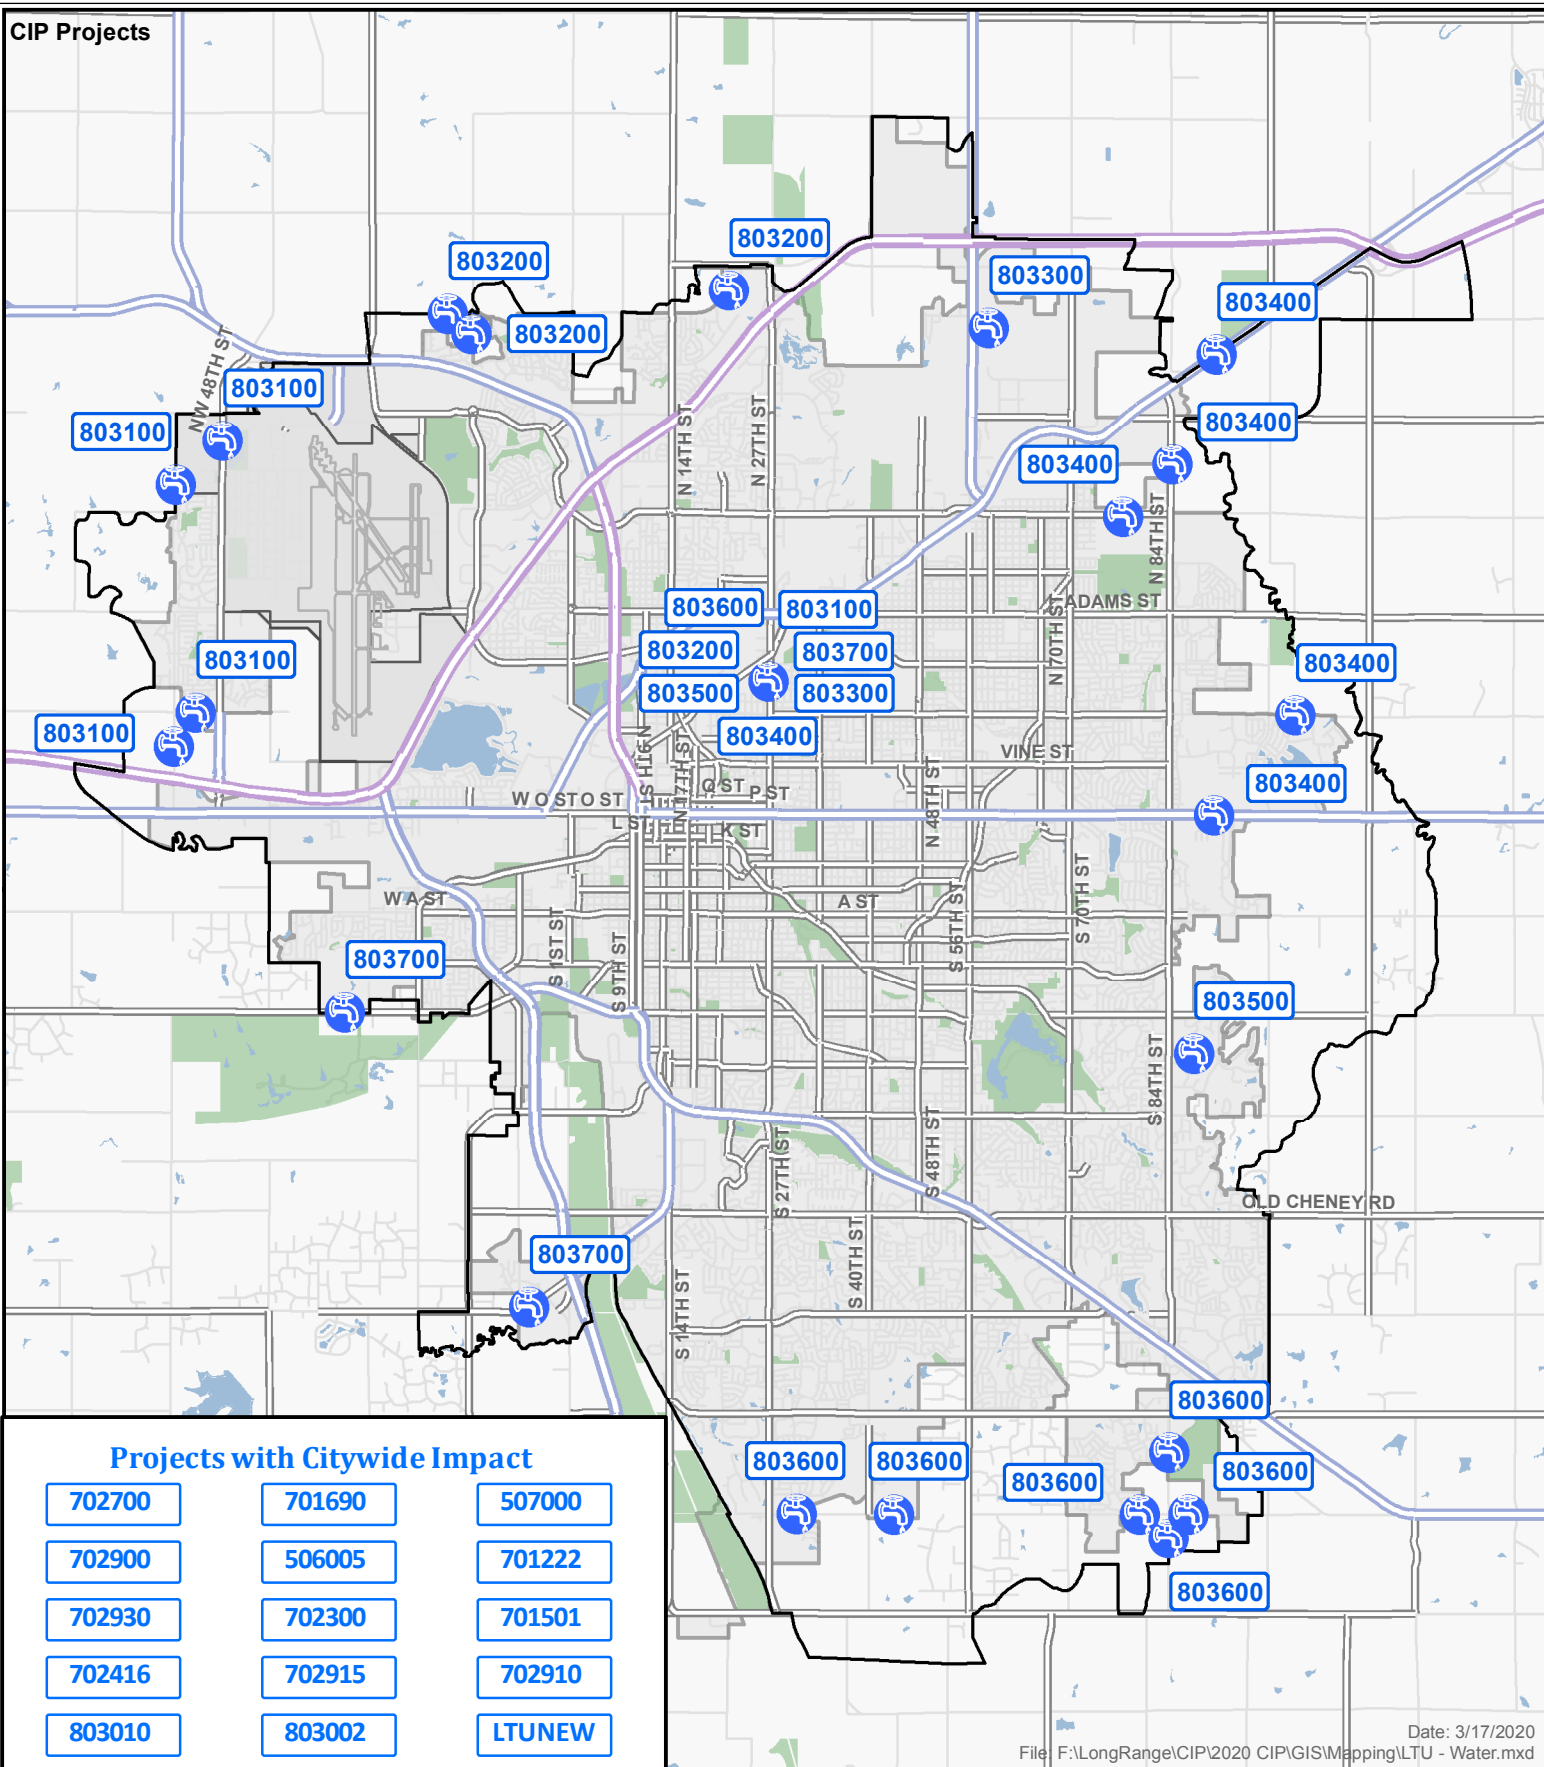 CIP Projects
803200
803200
803200
803300
803400
NW 48TH ST
803100
803100
N 14TH ST
N 27TH ST
803400
803400
N 84TH ST
803600
803100
ADAMS ST
N 70TH ST
803200
803700
803100
803400
803500
803300
803100
803400
VINE ST
S 9TH N
N 17TH ST
803400
Q ST
P ST
W O ST
O ST
L ST
K ST
N 48TH ST
W A ST
A ST
S 56TH ST
S 70TH ST
803700
S 1ST ST
S 9TH ST
803500
S 84TH ST
S 27TH ST
S 48TH ST
OLD CHENEY RD
803700
S 40TH ST
S 14TH ST
803600
803600
803600
803600
803600
803600
Projects with Citywide Impact
702700
701690
507000
702900
506005
701222
702930
702300
701501
702416
702915
702910
803010
803002
LTUNEW
Date: 3/17/2020
File: F:\LongRange\CIP\2020 CIP\GIS\Mapping\LTU - Water.mxd